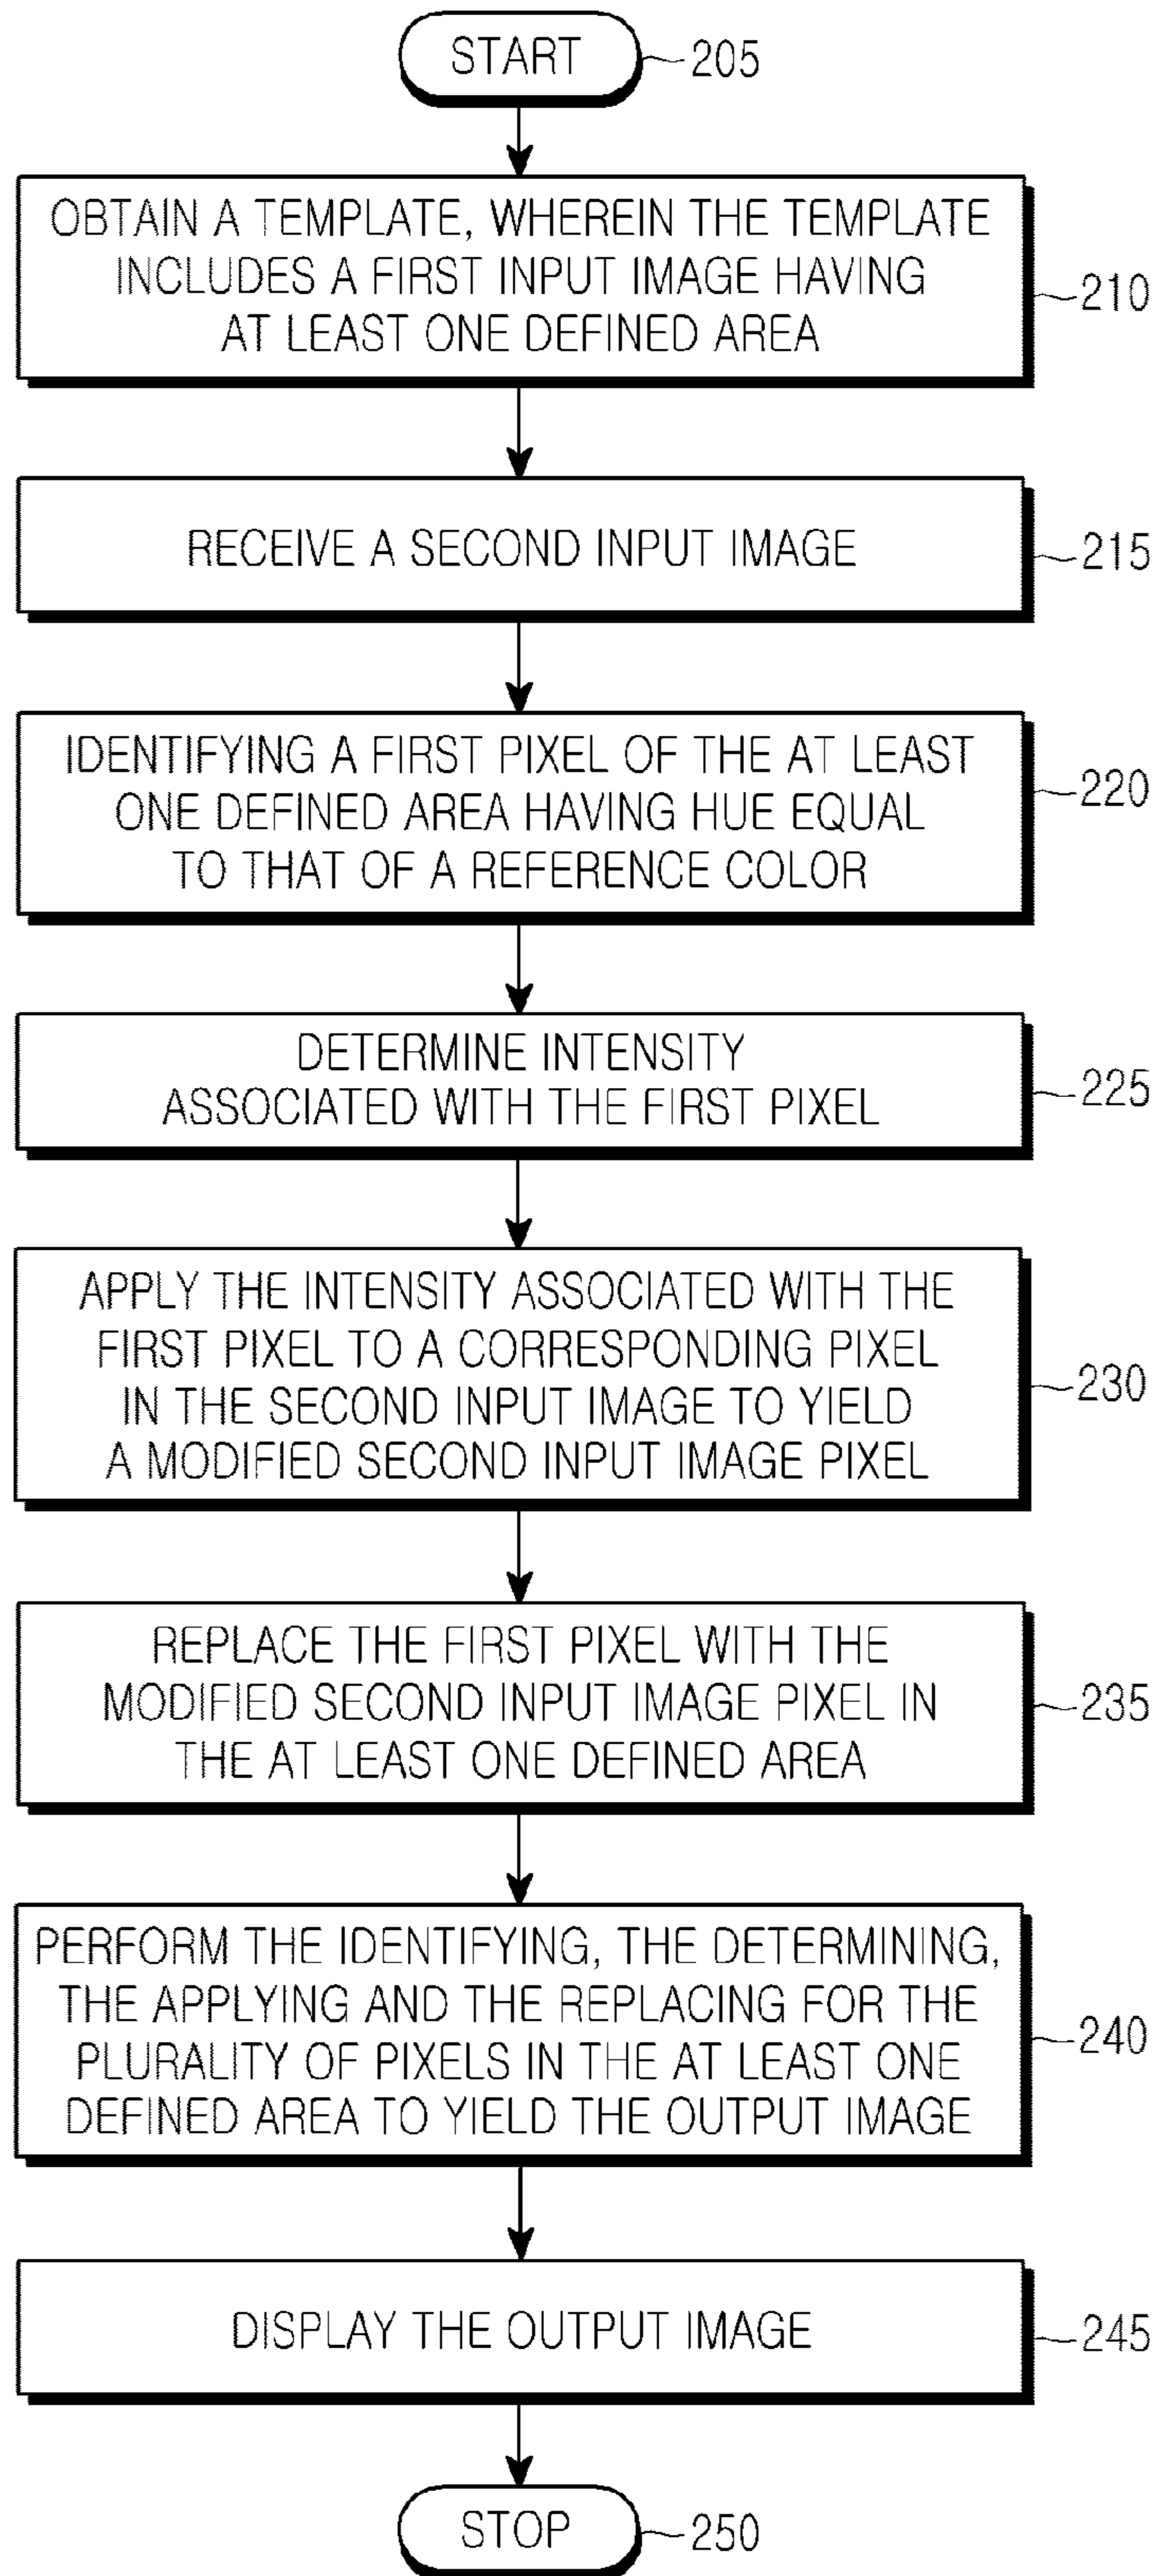 START
205
OBTAIN A TEMPLATE, WHEREIN THE TEMPLATE
INCLUDES A FIRST INPUT IMAGE HAVING
AT LEAST ONE DEFINED AREA
210
RECEIVE A SECOND INPUT IMAGE
215
IDENTIFYING A FIRST PIXEL OF THE AT LEAST
ONE DEFINED AREA HAVING HUE EQUAL
TO THAT OF A REFERENCE COLOR
220
DETERMINE INTENSITY
ASSOCIATED WITH THE FIRST PIXEL
225
APPLY THE INTENSITY ASSOCIATED WITH THE
FIRST PIXEL TO A CORRESPONDING PIXEL
IN THE SECOND INPUT IMAGE TO YIELD
A MODIFIED SECOND INPUT IMAGE PIXEL
230
REPLACE THE FIRST PIXEL WITH THE
MODIFIED SECOND INPUT IMAGE PIXEL IN
THE AT LEAST ONE DEFINED AREA
235
PERFORM THE IDENTIFYING, THE DETERMINING,
THE APPLYING AND THE REPLACING FOR THE
PLURALITY OF PIXELS IN THE AT LEAST ONE
DEFINED AREA TO YIELD THE OUTPUT IMAGE
240
DISPLAY THE OUTPUT IMAGE
245
STOP
250